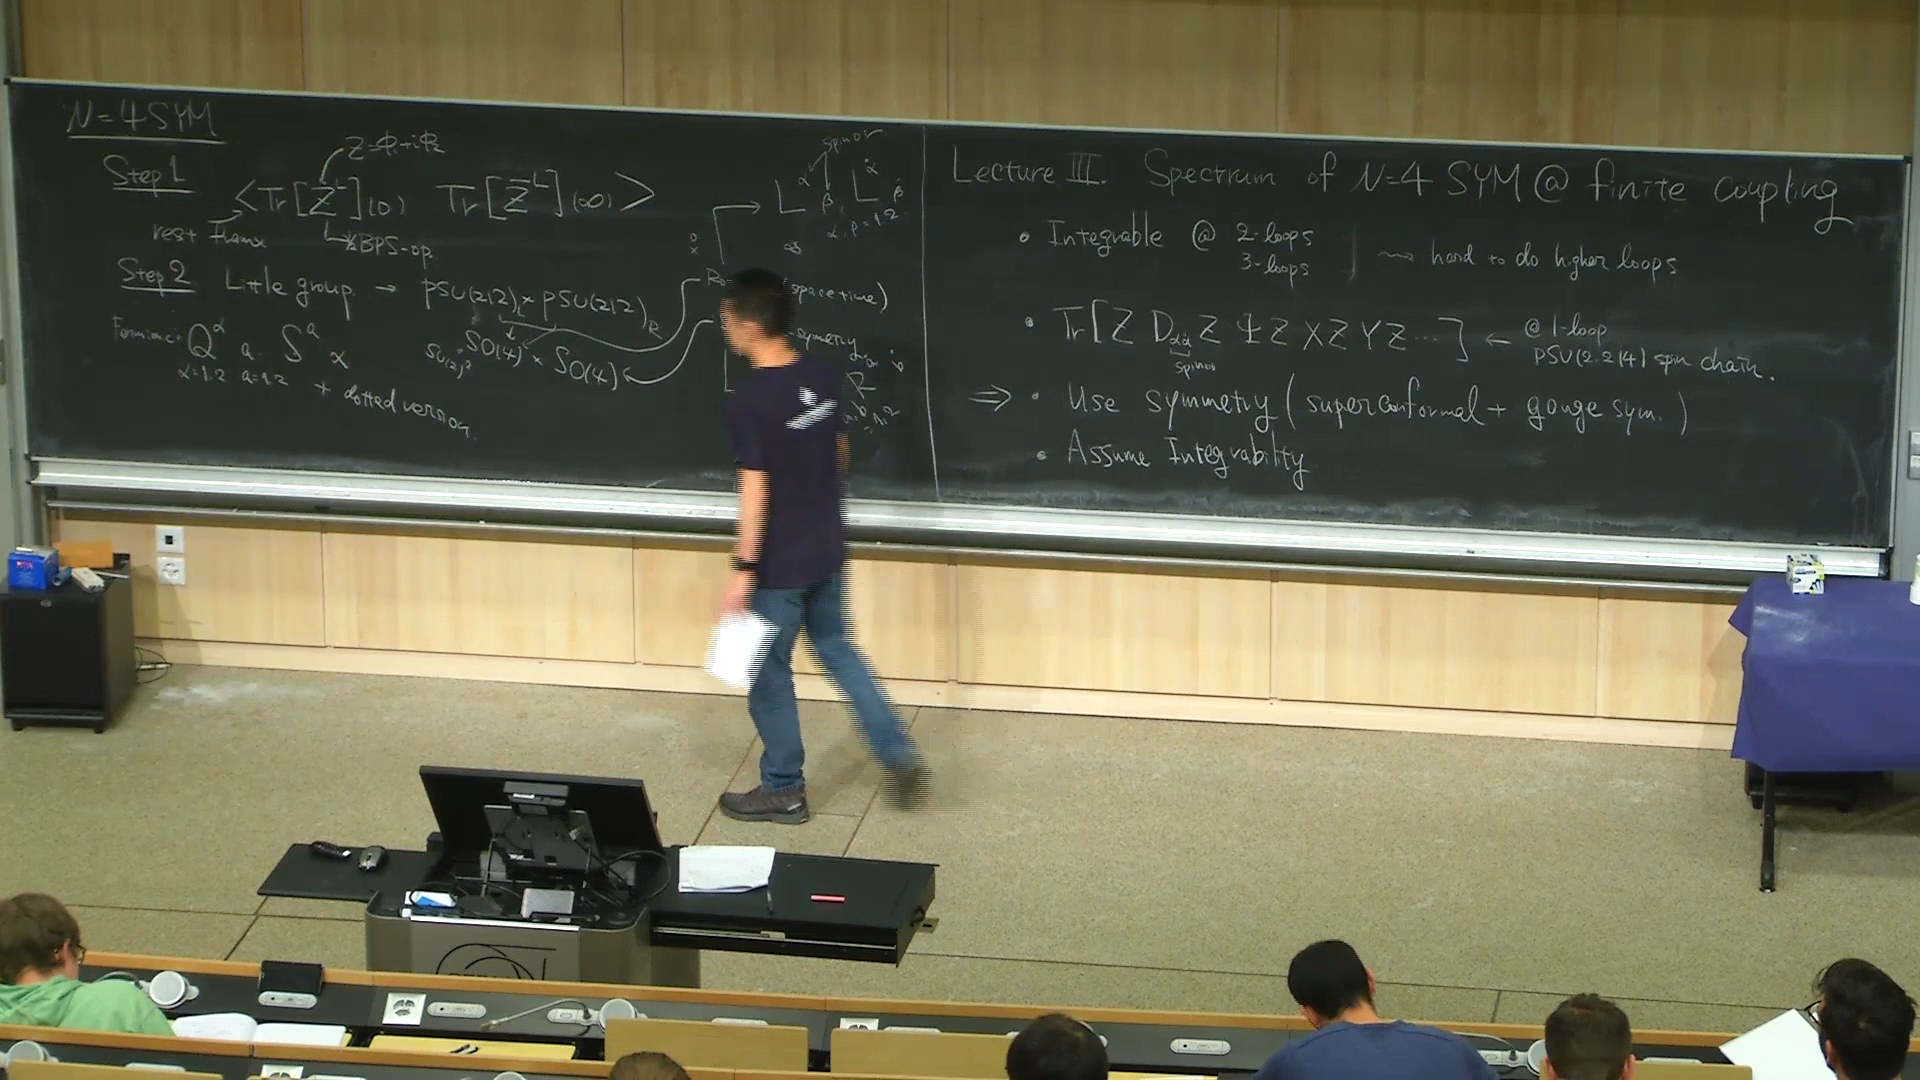 N=4 SYM
Step 1
Z=Φ₁+iΦ₂
<Tr[Z^L](0) Tr[Z̄^L](∞)>
rest frame
½BPS-op.
Step 2 Little group → PSU(2|2)_L × PSU(2|2)_R
Fermionic: Q^α_a S^a_α
α=1,2 a=1,2 + dotted version
SU(2)² SO(4) × SO(4)
spinor
L^α_β, L^α̇_β̇
(space time)
-symmetry
Lecture III. Spectrum of N=4 SYM @ finite coupling
• Integrable @ 2-loops
3-loops
⇝ hard to do higher loops
• Tr[Z D_αα̇ Z Ψ Z X Z Y Z ···] ← @ 1-loop
spinor
PSU(2,2|4) spin chain.
⇒ • Use symmetry (superconformal + gauge sym.)
• Assume Integrability